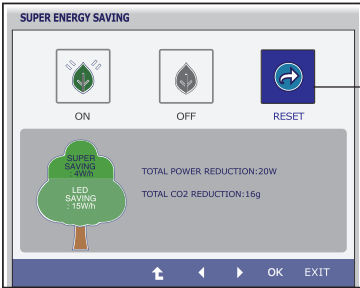 SUPER ENERGY SAVING
ON
OFF
RESET
SUPER
SAVING
: 4W/h
LED
SAVING
: 15W/h
TOTAL POWER REDUCTION:20W
TOTAL CO2 REDUCTION:16g
OK EXIT